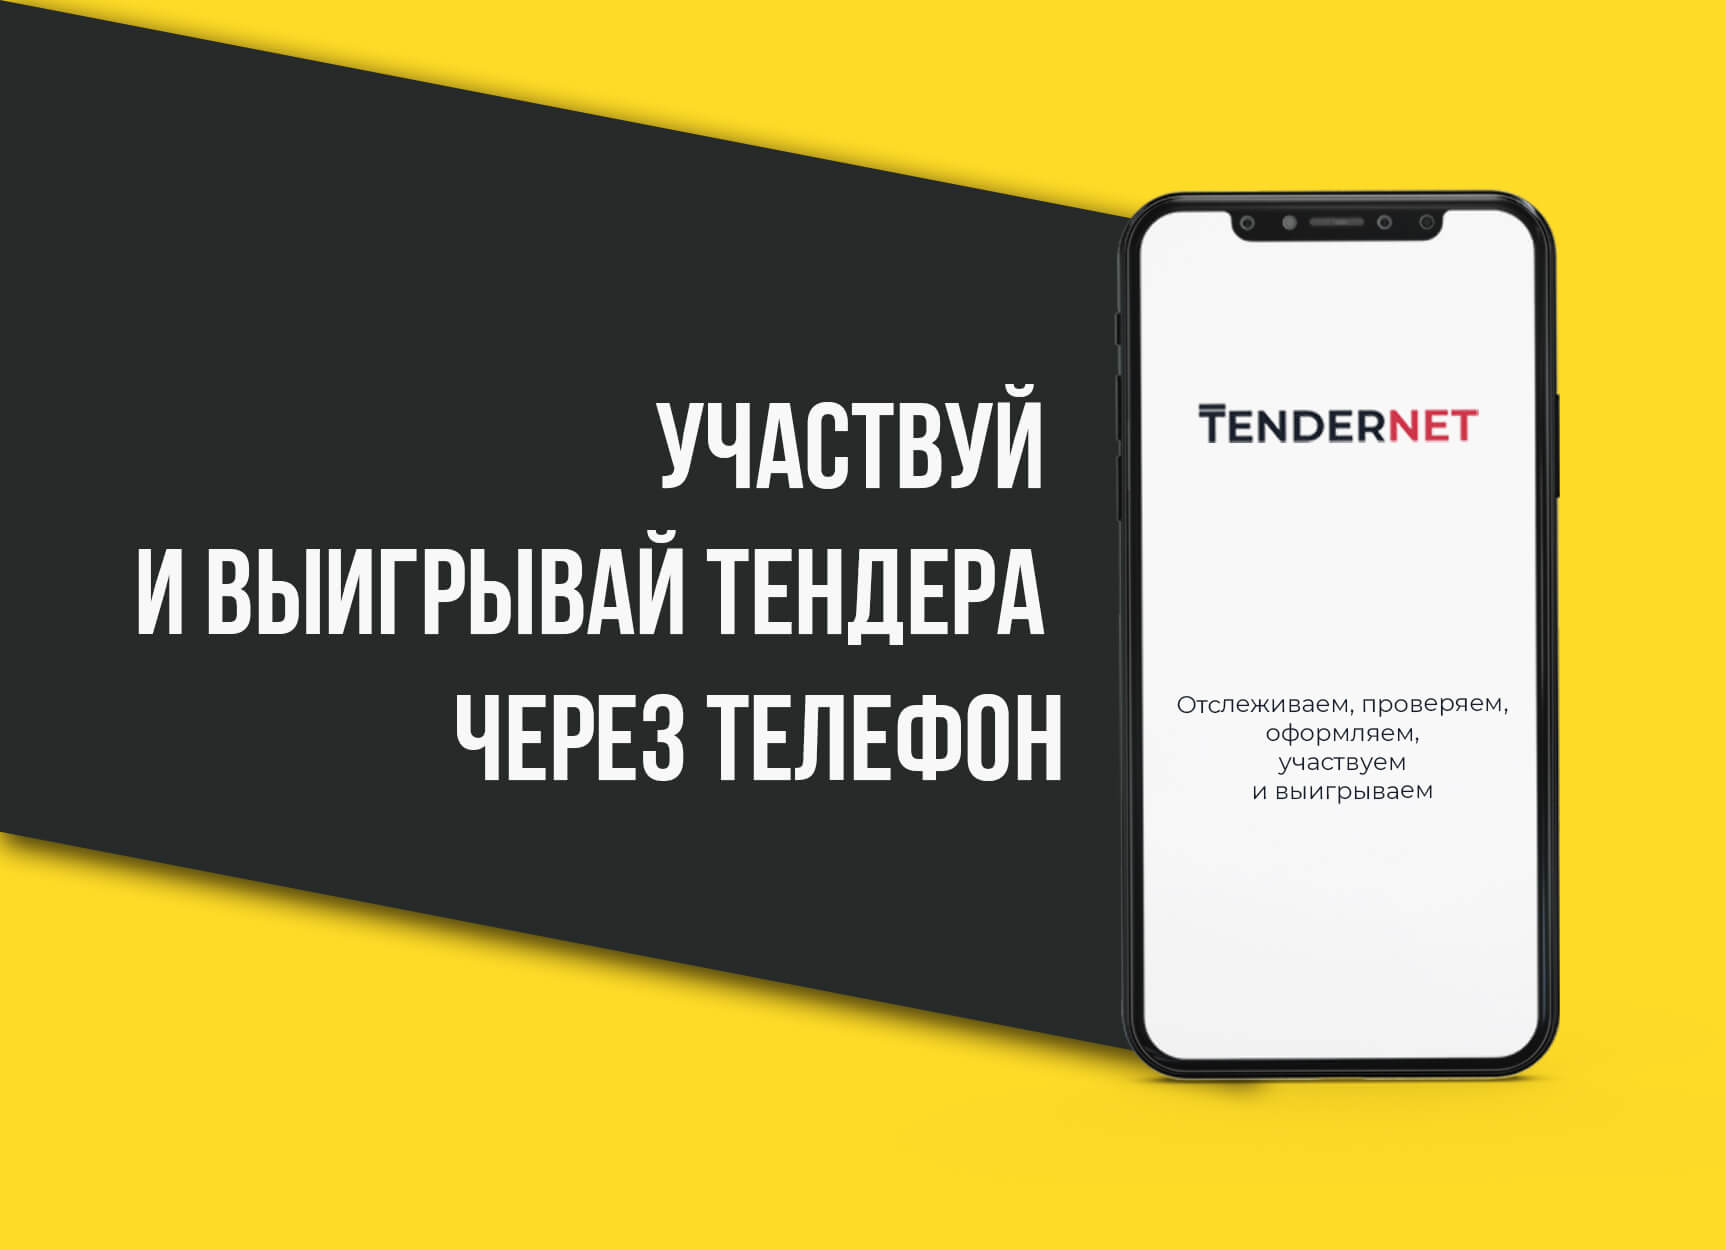 УЧАСТВУЙ
И ВЫИГРЫВАЙ ТЕНДЕРА
ЧЕРЕЗ ТЕЛЕФОН
TENDERNET
Отслеживаем, проверяем,
оформляем,
участвуем
и выигрываем